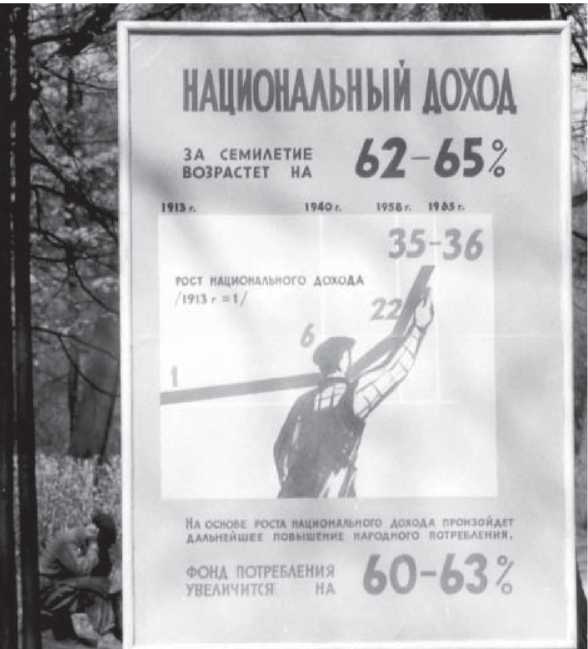 НАЦИОНАЛЬНЫЙ ДОХОД
ЗА СЕМИЛЕТИЕ
ВОЗРАСТЕТ НА 62-65%
1913 г. 1940 г. 1958 г. 1965 г.
35-36
РОСТ НАЦИОНАЛЬНОГО ДОХОДА
/1913 г = 1/
22
6
1
НА ОСНОВЕ РОСТА НАЦИОНАЛЬНОГО ДОХОДА ПРОИЗОЙДЕТ
ДАЛЬНЕЙШЕЕ ПОВЫШЕНИЕ НАРОДНОГО ПОТРЕБЛЕНИЯ.
ФОНД ПОТРЕБЛЕНИЯ
УВЕЛИЧИТСЯ НА 60-63%